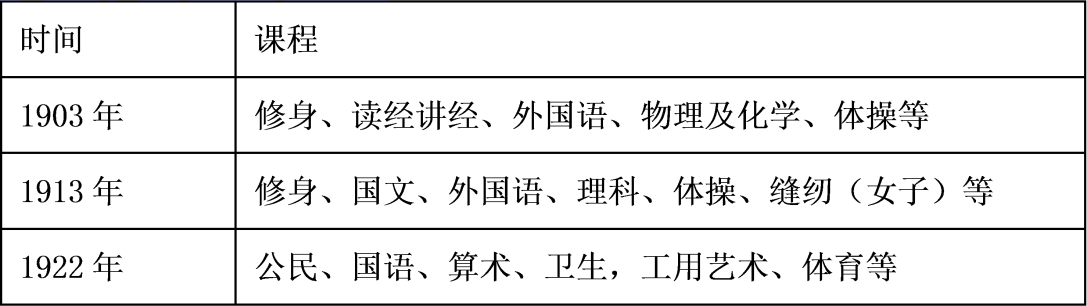 时间 课程
1903 年 修身、读经讲经、外国语、物理及化学、体操等
1913 年 修身、国文、外国语、理科、体操、缝纫（女子）等
1922 年 公民、国语、算术、卫生，工用艺术、体育等